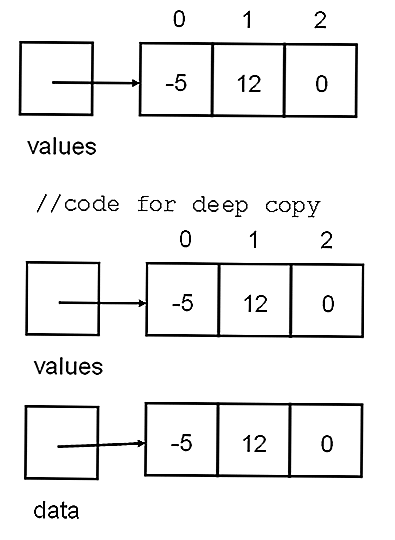 0 1 2
-5 12 0
values
//code for deep copy
0 1 2
-5 12 0
values
-5 12 0
data